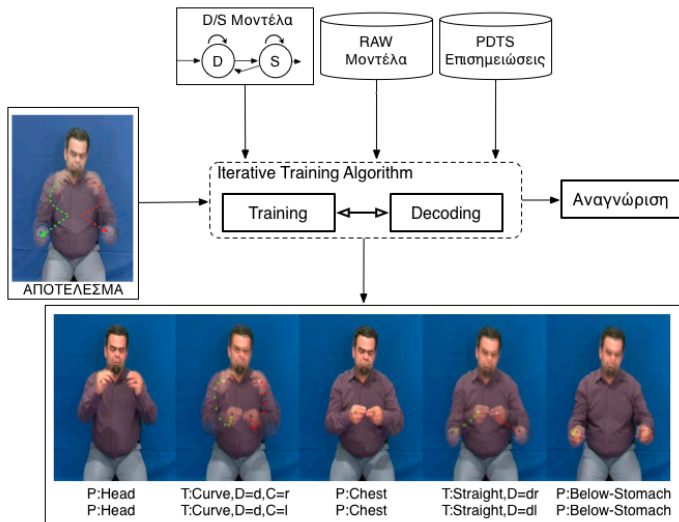 D/S Μοντέλα
D
S
RAW
Μοντέλα
PDTS
Επισημειώσεις
Iterative Training Algorithm
Training
Decoding
Αναγνώριση
ΑΠΟΤΕΛΕΣΜΑ
P:Head T:Curve,D=d,C=r P:Chest T:Straight,D=dr P:Below-Stomach
P:Head T:Curve,D=d,C=l P:Chest T:Straight,D=dl P:Below-Stomach